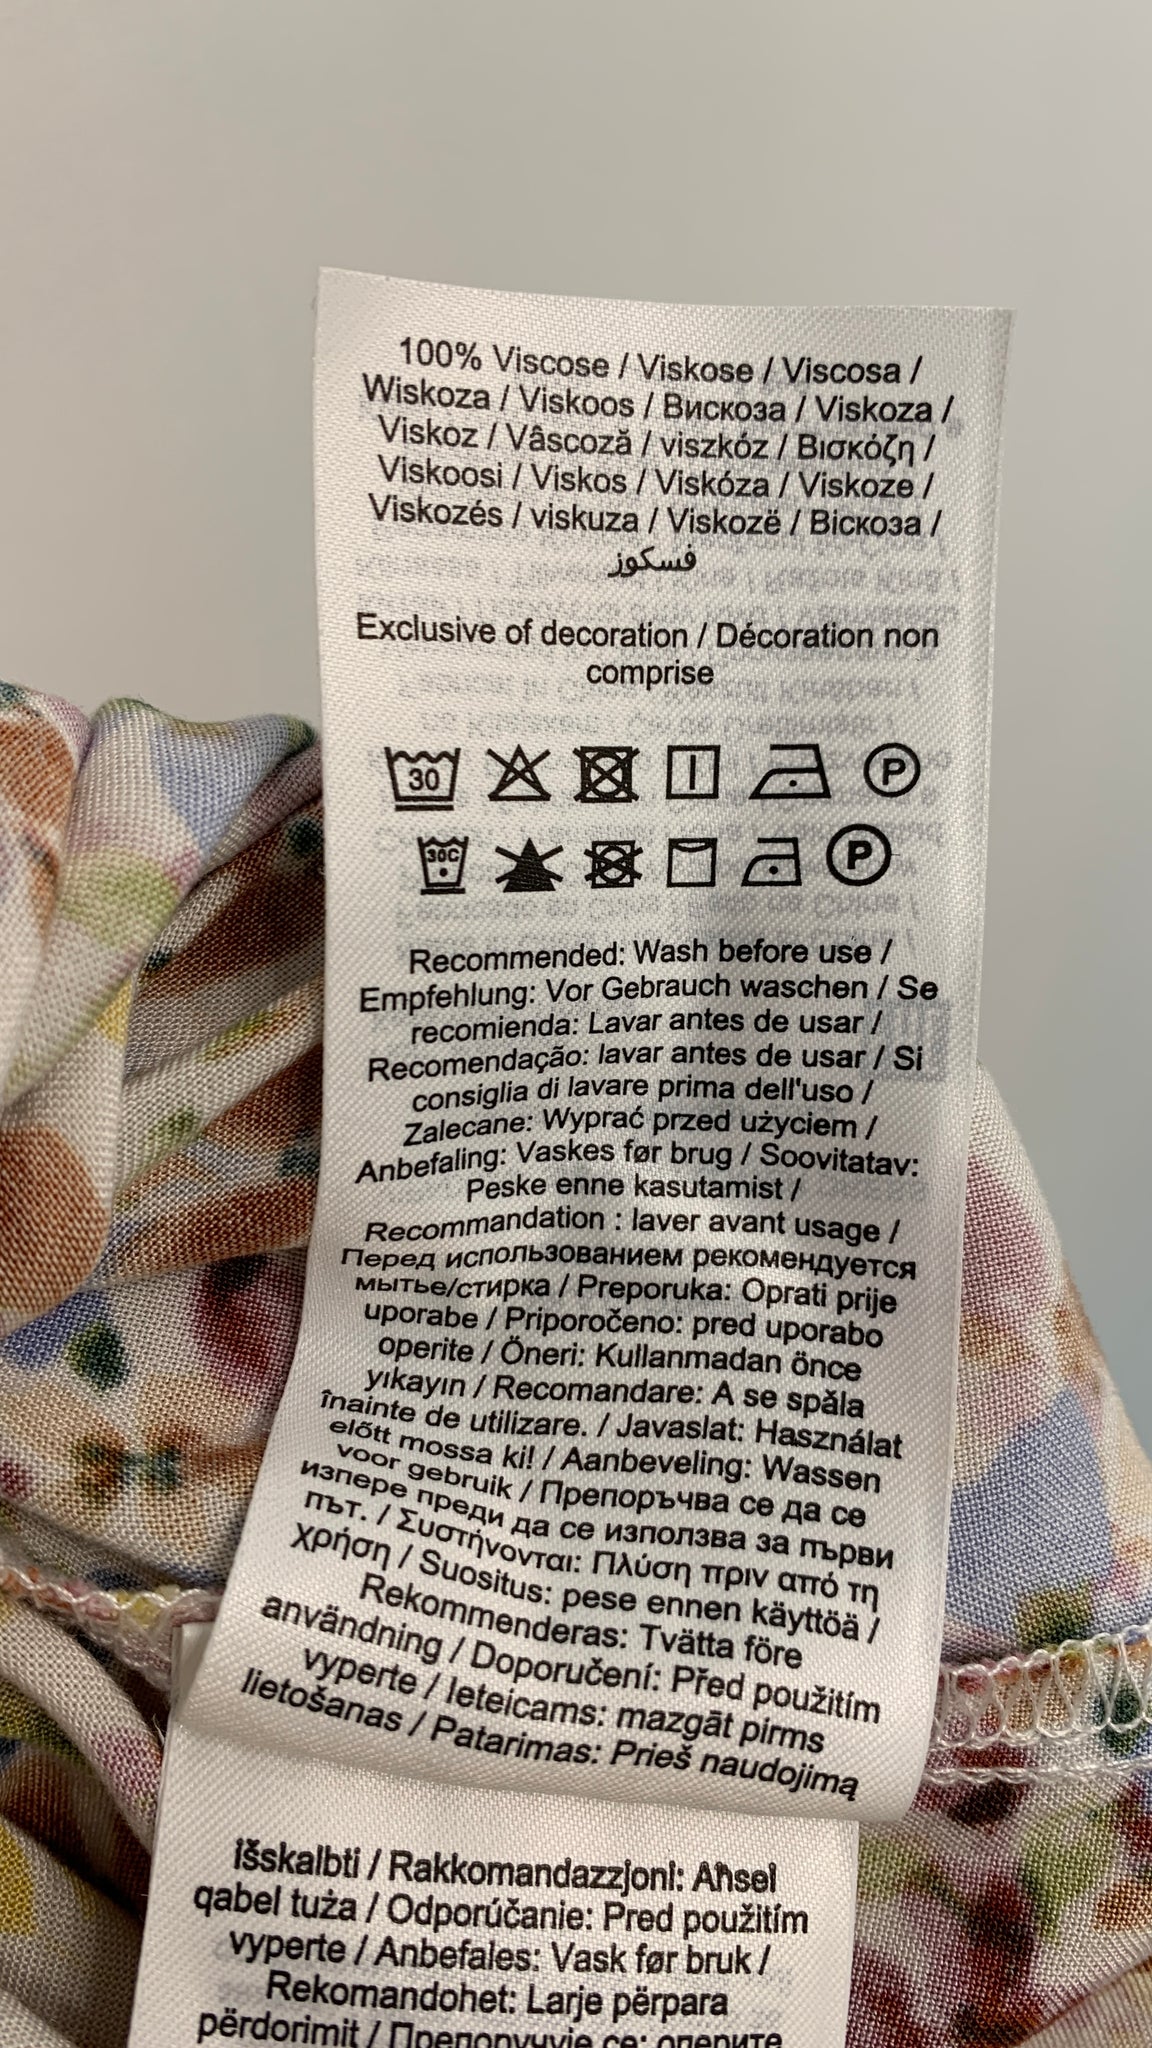 100% Viscose / Viskose / Viscosa /
Wiskoza / Viskoos / Вискоза / Viskoza /
Viskoz / Vâscoză / viszkóz / Βισκόζη /
Viskoosi / Viskos / Viskóza / Viskoze /
Viskozés / viskuza / Viskozë / Віскоза /
فسكوز
Exclusive of decoration / Décoration non
comprise
30 P
30C P
Recommended: Wash before use /
Empfehlung: Vor Gebrauch waschen / Se
recomienda: Lavar antes de usar /
Recomendação: lavar antes de usar / Si
consiglia di lavare prima dell'uso /
Zalecane: Wyprać przed użyciem /
Anbefaling: Vaskes før brug / Soovitatav:
Peske enne kasutamist /
Recommandation : laver avant usage /
Перед использованием рекомендуется
мытье/стирка / Preporuka: Oprati prije
uporabe / Priporočeno: pred uporabo
operite / Öneri: Kullanmadan önce
yıkayın / Recomandare: A se spăla
înainte de utilizare. / Javaslat: Használat
előtt mossa ki! / Aanbeveling: Wassen
voor gebruik / Препоръчва се да се
изпере преди да се използва за първи
път. / Συστήνονται: Πλύση πριν από τη
χρήση / Suositus: pese ennen käyttöä /
Rekommenderas: Tvätta före
användning / Doporučení: Před použitím
vyperte / Ieteicams: mazgāt pirms
lietošanas / Patarimas: Prieš naudojimą
išskalbti / Rakkomandazzjoni: Aħsel
qabel tuża / Odporúčanie: Pred použitím
vyperte / Anbefales: Vask før bruk /
Rekomandohet: Larje përpara
përdorimit / Препоручује се: оперите